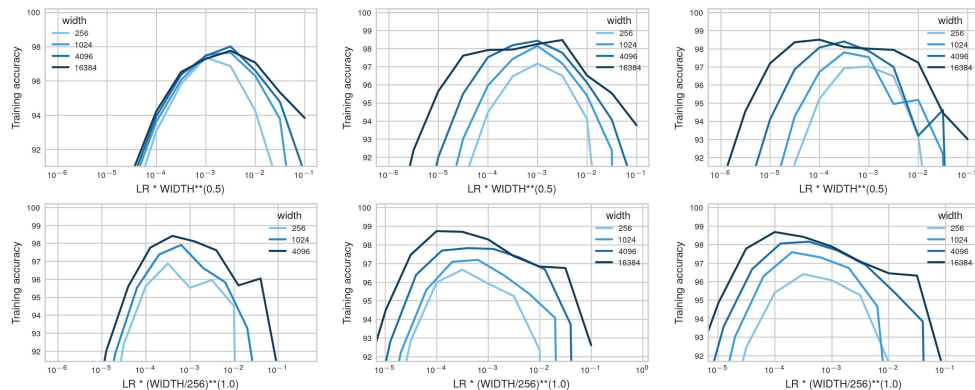 100
98
96
94
92
Training accuracy
width
256
1024
4096
16384
10⁻⁶ 10⁻⁵ 10⁻⁴ 10⁻³ 10⁻² 10⁻¹
LR * WIDTH**(0.5)
100
99
98
97
96
95
94
93
92
Training accuracy
width
256
1024
4096
16384
10⁻⁶ 10⁻⁵ 10⁻⁴ 10⁻³ 10⁻² 10⁻¹
LR * WIDTH**(0.5)
100
99
98
97
96
95
94
93
92
Training accuracy
width
256
1024
4096
16384
10⁻⁶ 10⁻⁵ 10⁻⁴ 10⁻³ 10⁻² 10⁻¹
LR * WIDTH**(0.5)
100
98
96
94
92
Training accuracy
width
256
1024
4096
10⁻⁶ 10⁻⁵ 10⁻⁴ 10⁻³ 10⁻² 10⁻¹
LR * (WIDTH/256)**(1.0)
100
99
98
97
96
95
94
93
92
Training accuracy
width
256
1024
4096
16384
10⁻⁵ 10⁻⁴ 10⁻³ 10⁻² 10⁻¹ 10⁰
LR * (WIDTH/256)**(1.0)
100
99
98
97
96
95
94
93
92
Training accuracy
width
256
1024
4096
16384
10⁻⁵ 10⁻⁴ 10⁻³ 10⁻² 10⁻¹
LR * (WIDTH/256)**(1.0)